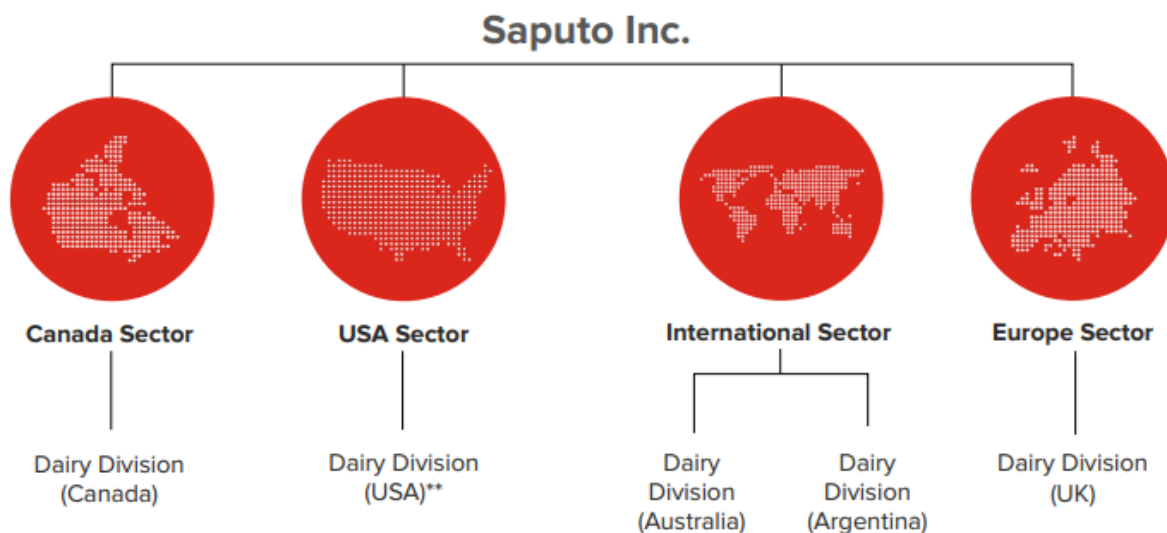 Saputo Inc.
Canada Sector
USA Sector
International Sector
Europe Sector
Dairy Division
(Canada)
Dairy Division
(USA)**
Dairy
Division
(Australia)
Dairy
Division
(Argentina)
Dairy Division
(UK)